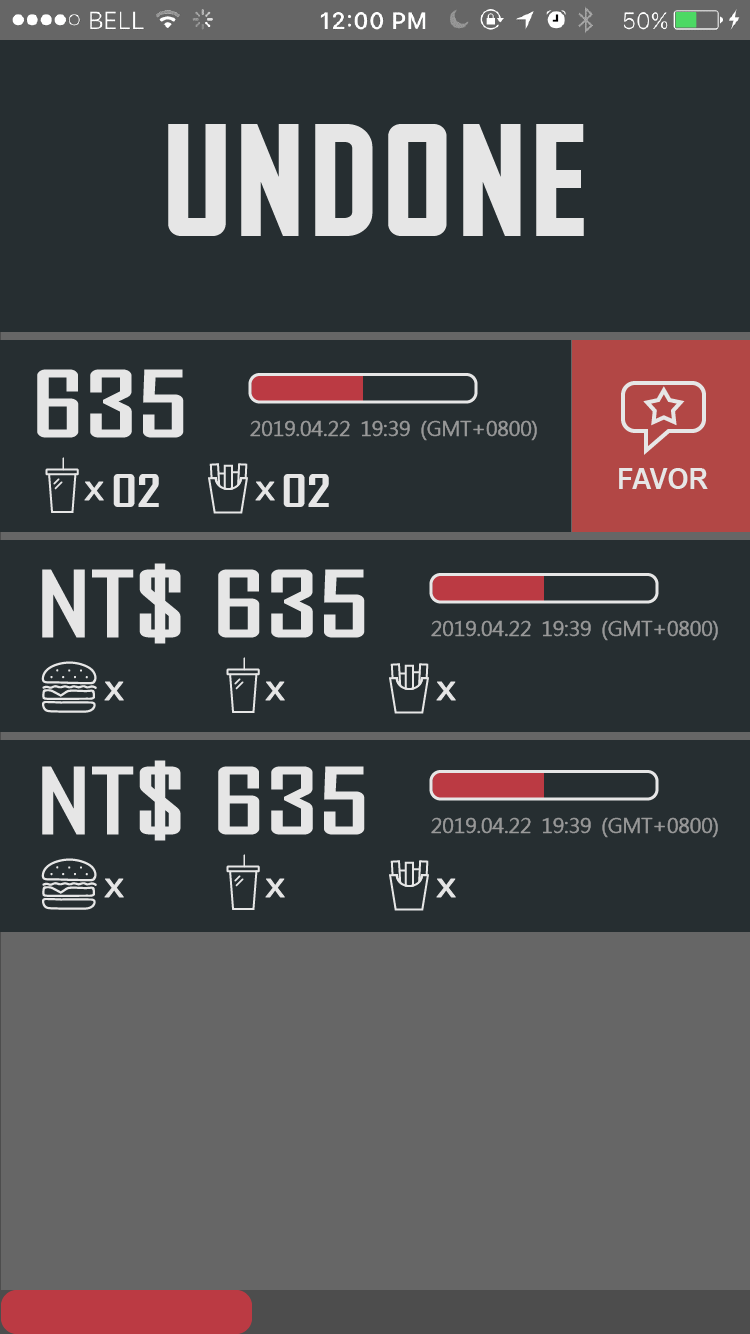 BELL 12:00 PM 50%
UNDONE
635
2019.04.22 19:39 (GMT+0800)
x 02 x 02
FAVOR
NT$ 635
2019.04.22 19:39 (GMT+0800)
x x x
NT$ 635
2019.04.22 19:39 (GMT+0800)
x x x